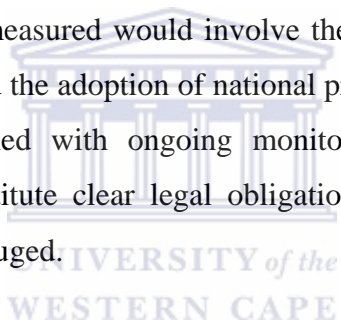 measured would involve the
the adoption of national p
ed with ongoing monito
titute clear legal obligation
uged.
UNIVERSITY of the
WESTERN CAPE